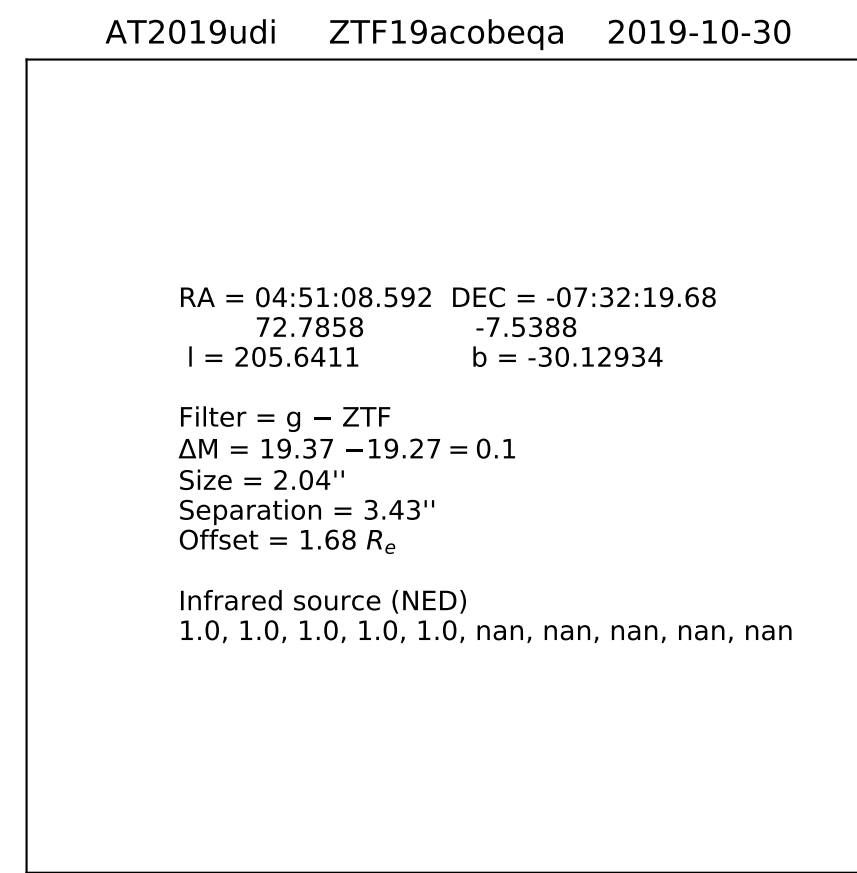 AT2019udi ZTF19acobeqa 2019-10-30
RA = 04:51:08.592 DEC = -07:32:19.68
72.7858 -7.5388
l = 205.6411 b = -30.12934
Filter = g − ZTF
ΔM = 19.37 −19.27 = 0.1
Size = 2.04''
Separation = 3.43''
Offset = 1.68 Rₑ
Infrared source (NED)
1.0, 1.0, 1.0, 1.0, 1.0, nan, nan, nan, nan, nan